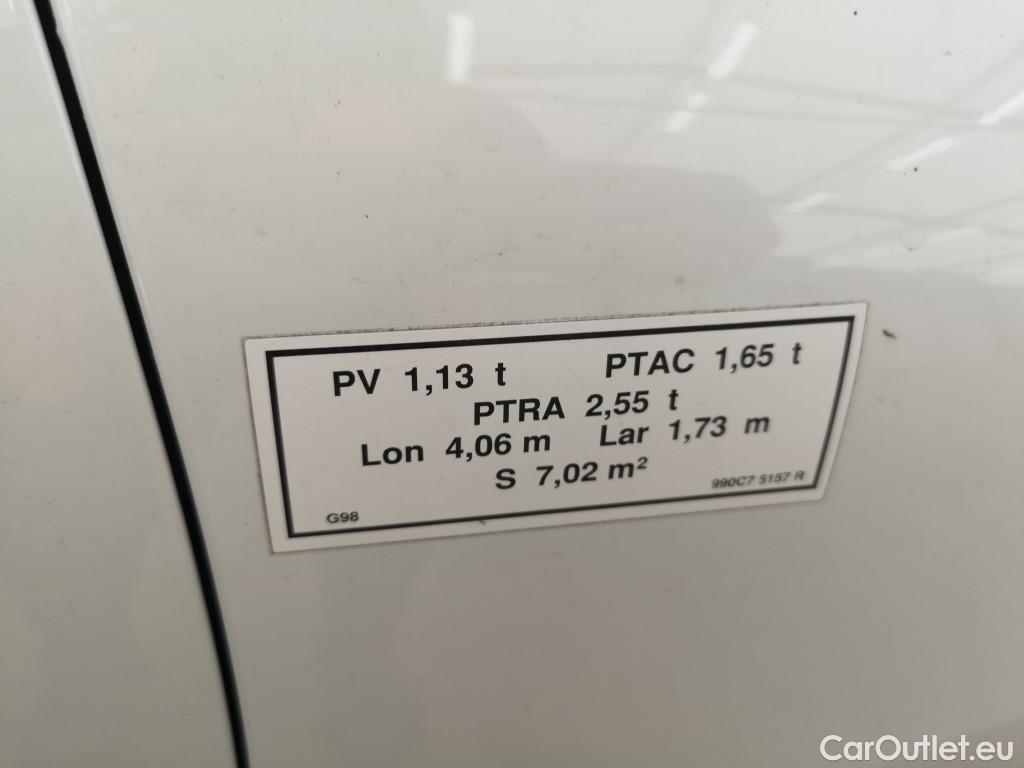 PV 1,13 t PTAC 1,65 t
PTRA 2,55 t
Lon 4,06 m Lar 1,73 m
S 7,02 m²
G98 990C7 5157 R
CarOutlet.eu